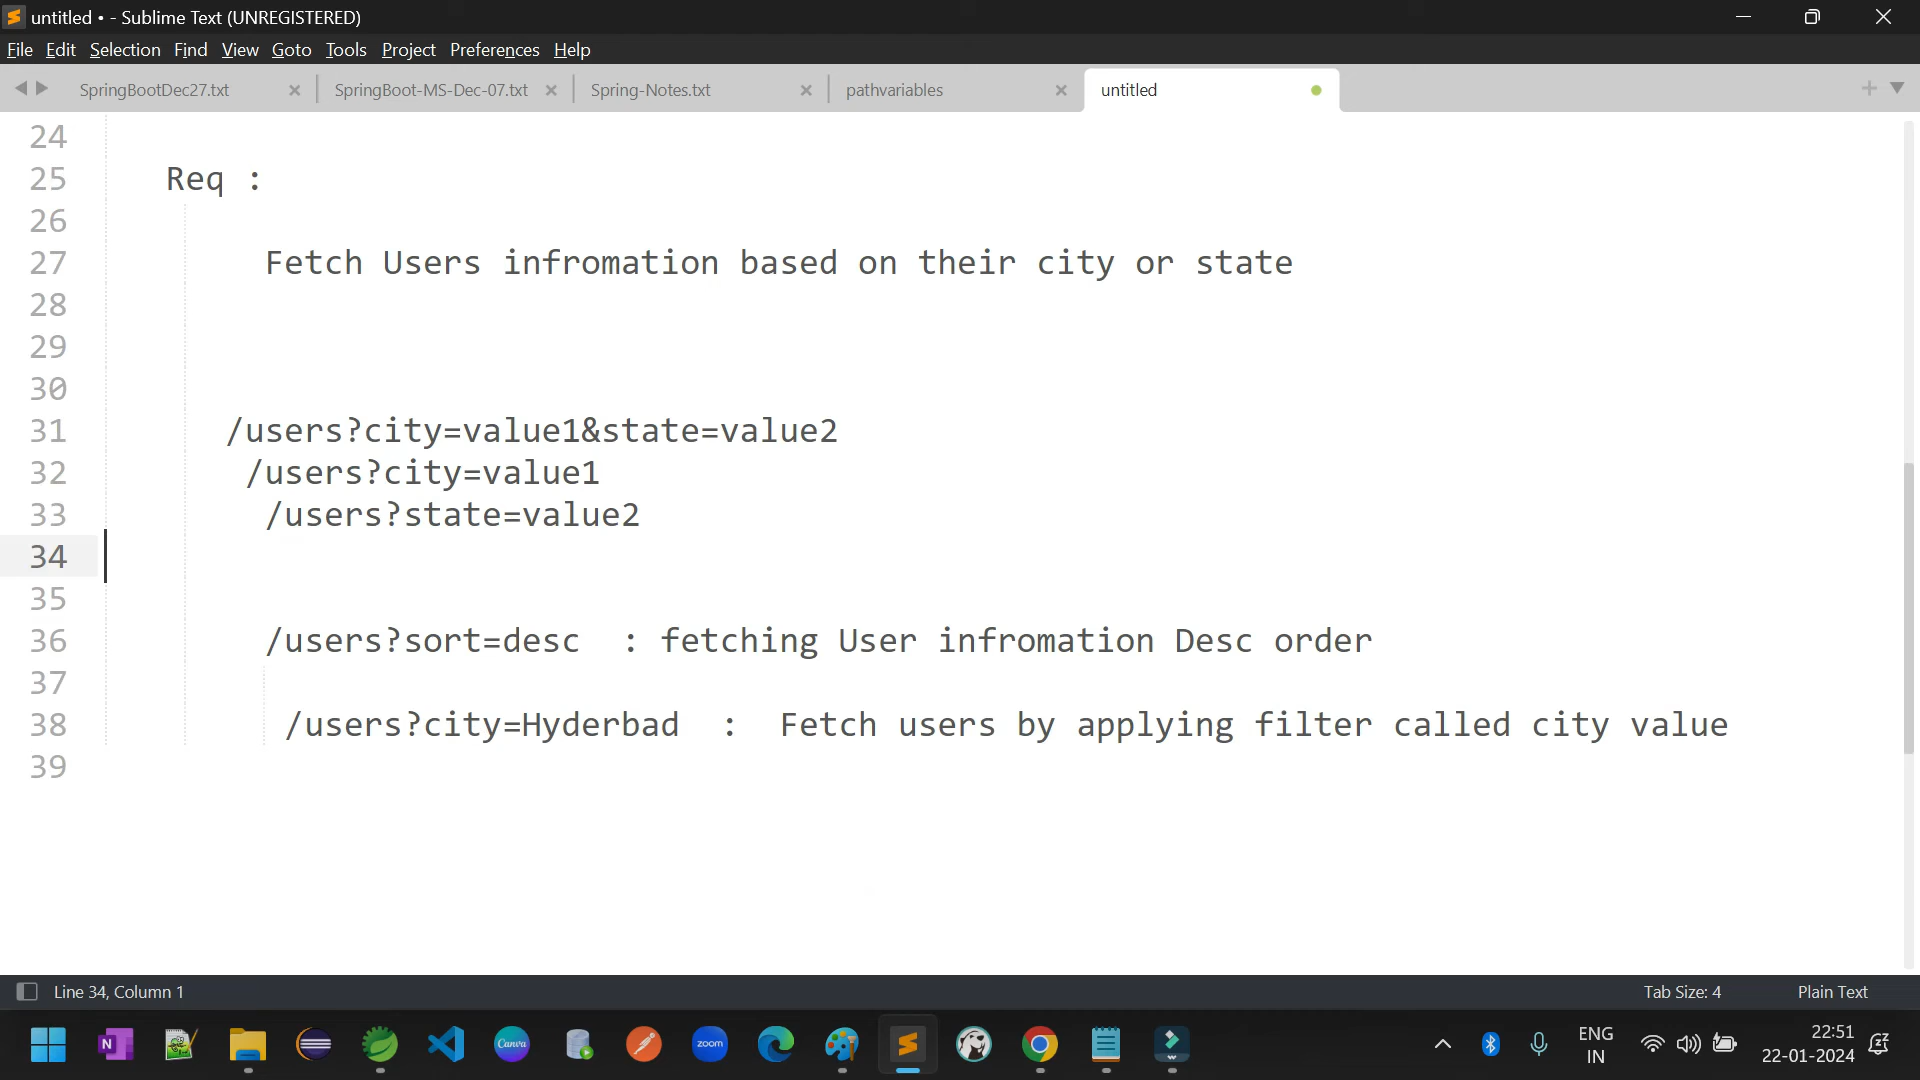 untitled • - Sublime Text (UNREGISTERED)
File Edit Selection Find View Goto Tools Project Preferences Help
SpringBootDec27.txt SpringBoot-MS-Dec-07.txt Spring-Notes.txt pathvariables untitled
24
25 Req :
26
27 Fetch Users infromation based on their city or state
28
29
30
31 /users?city=value1&state=value2
32 /users?city=value1
33 /users?state=value2
34
35
36 /users?sort=desc : fetching User infromation Desc order
37
38 /users?city=Hyderbad : Fetch users by applying filter called city value
39
Line 34, Column 1 Tab Size: 4 Plain Text
N Canva zoom ENG 22:51
IN 22-01-2024